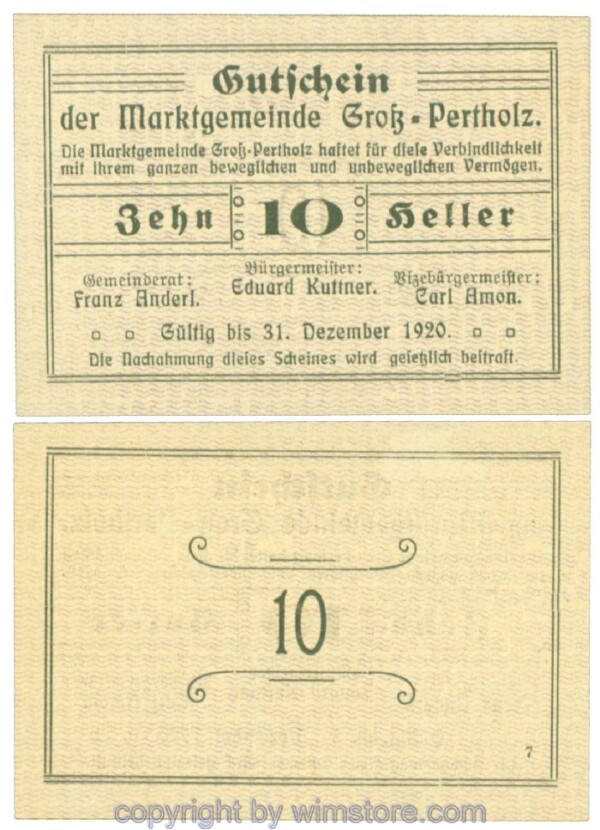 Gutschein
der Marktgemeinde Groß-Pertholz.
Die Marktgemeinde Groß-Pertholz haftet für diese Verbindlichkeit
mit ihrem ganzen beweglichen und unbeweglichen Vermögen.
Zehn 10 Heller
Gemeinderat: Bürgermeister: Vizebürgermeister:
Franz Anderl. Eduard Kuttner. Carl Amon.
Gültig bis 31. Dezember 1920.
Die Nachahmung dieses Scheines wird gesetzlich bestraft.
10
7
copyright by wimstore.com